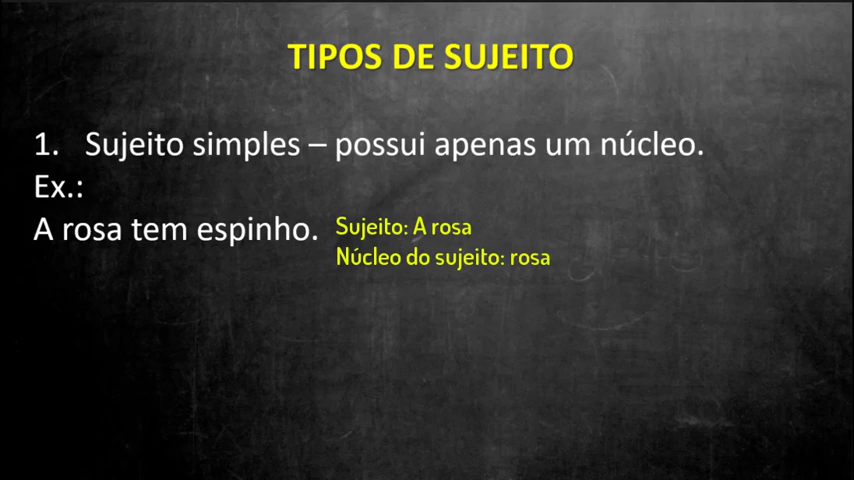 TIPOS DE SUJEITO
1. Sujeito simples – possui apenas um núcleo.
Ex.:
A rosa tem espinho. Sujeito: A rosa
Núcleo do sujeito: rosa